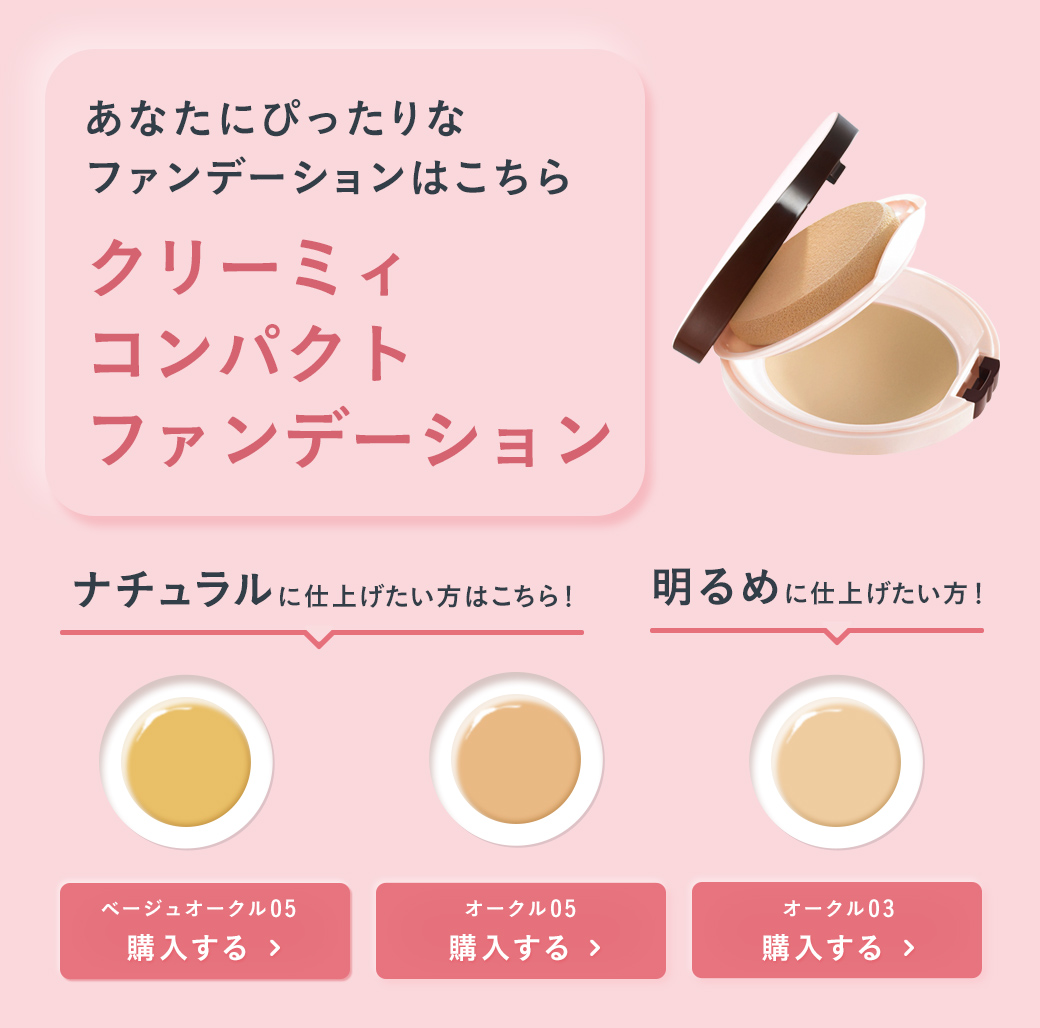 あなたにぴったりな
ファンデーションはこちら
クリーミィ
コンパクト
ファンデーション
ナチュラルに仕上げたい方はこちら！
明るめに仕上げたい方！
ベージュオークル05
購入する ›
オークル05
購入する ›
オークル03
購入する ›